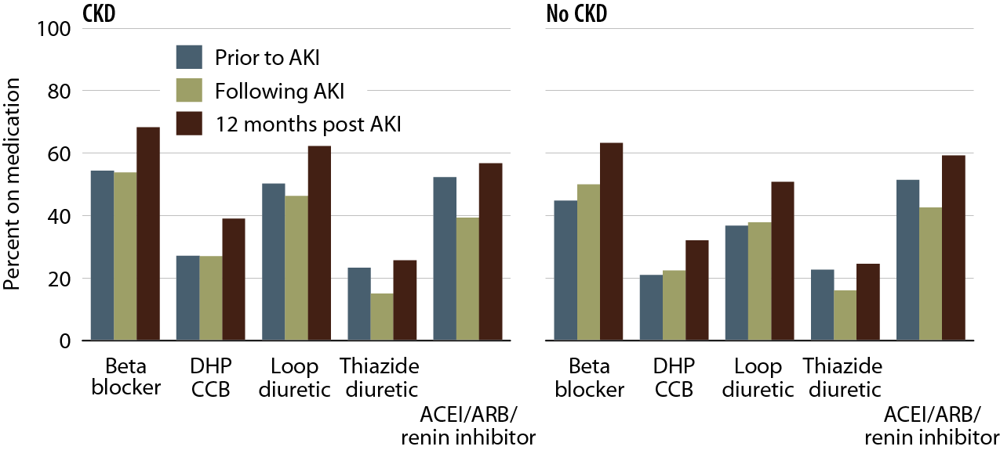 CKD
No CKD
Percent on medication
100
80
60
40
20
0
Prior to AKI
Following AKI
12 months post AKI
Beta
blocker
DHP
CCB
Loop
diuretic
Thiazide
diuretic
ACEI/ARB/
renin inhibitor
Beta
blocker
DHP
CCB
Loop
diuretic
Thiazide
diuretic
ACEI/ARB/
renin inhibitor